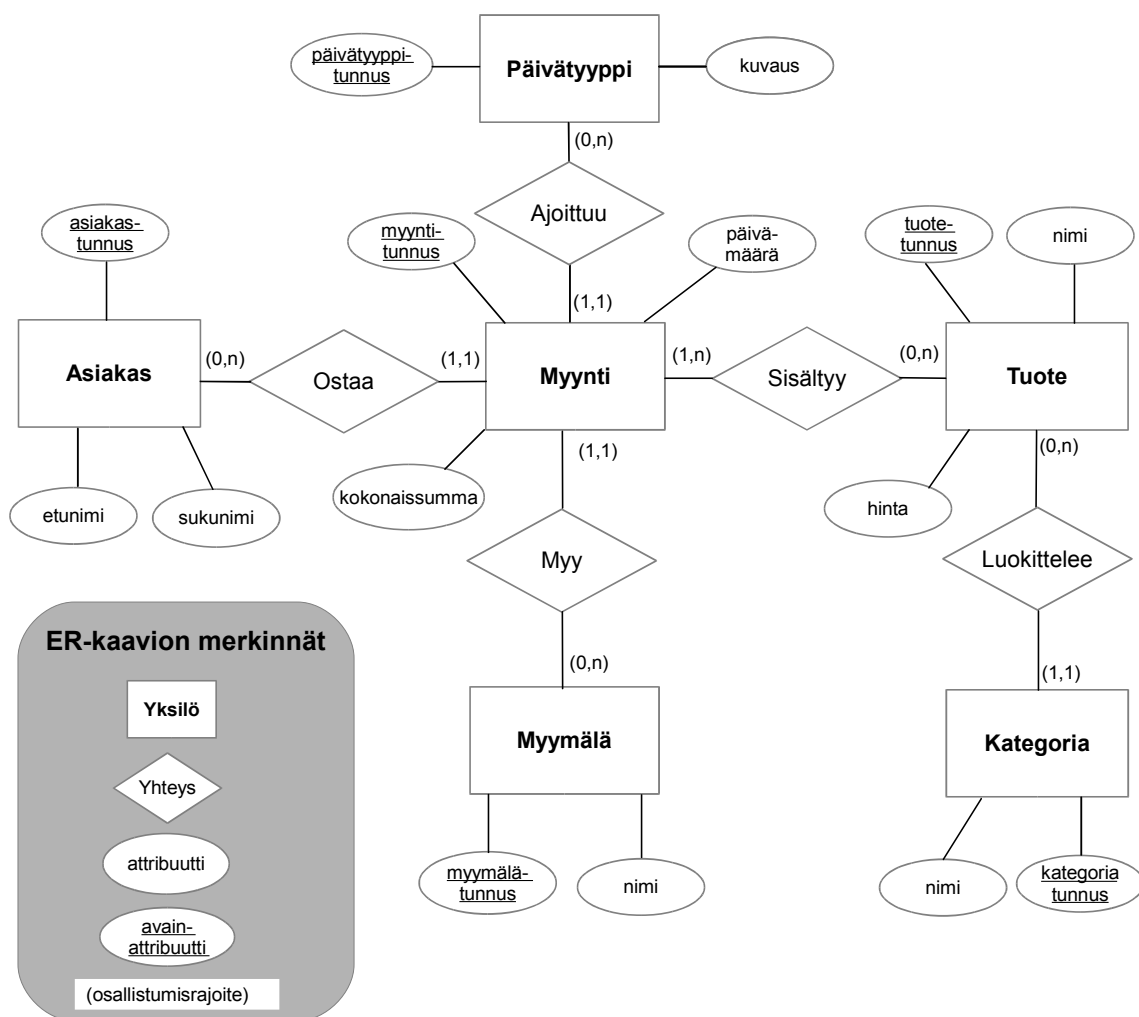 päivätyyppi-
tunnus
Päivätyyppi
kuvaus
(0,n)
Ajoittuu
asiakas-
tunnus
myynti-
tunnus
päivä-
määrä
tuote-
tunnus
nimi
(1,1)
Asiakas
(0,n)
Ostaa
(1,1)
Myynti
(1,n)
Sisältyy
(0,n)
Tuote
etunimi
sukunimi
kokonaissumma
(1,1)
hinta
(0,n)
Myy
Luokittelee
(0,n)
(1,1)
Myymälä
Kategoria
myymälä-
tunnus
nimi
nimi
kategoria
tunnus
ER-kaavion merkinnät
Yksilö
Yhteys
attribuutti
avain-
attribuutti
(osallistumisrajoite)